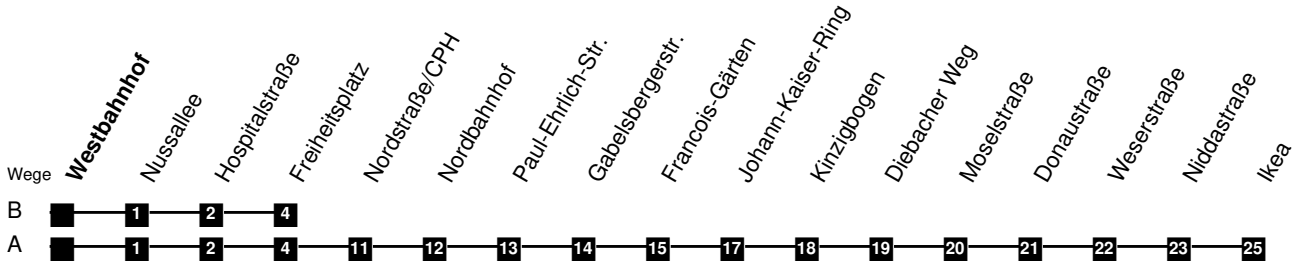 Westbahnhof
Nussallee
Hospitalstraße
Freiheitsplatz
Nordstraße/CPH
Nordbahnhof
Paul-Ehrlich-Str.
Gabelsbergerstr.
Francois-Gärten
Johann-Kaiser-Ring
Kinzigbogen
Diebacher Weg
Moselstraße
Donaustraße
Weserstraße
Niddastraße
Ikea
Wege
B 1 2 4
A 1 2 4 11 12 13 14 15 17 18 19 20 21 22 23 25